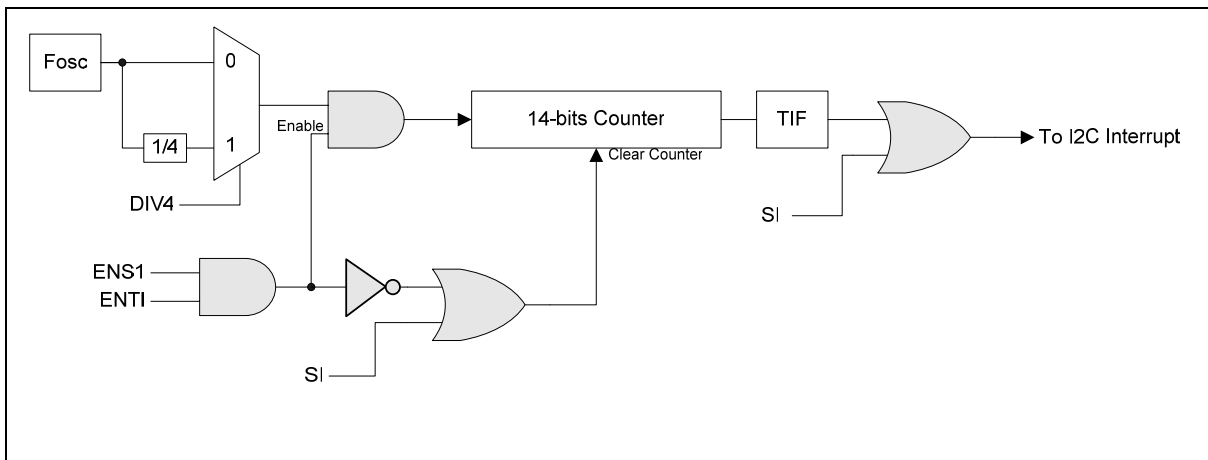 Fosc
0
1/4
1
Enable
DIV4
14-bits Counter
Clear Counter
TIF
SI
To I2C Interrupt
ENS1
ENTI
SI